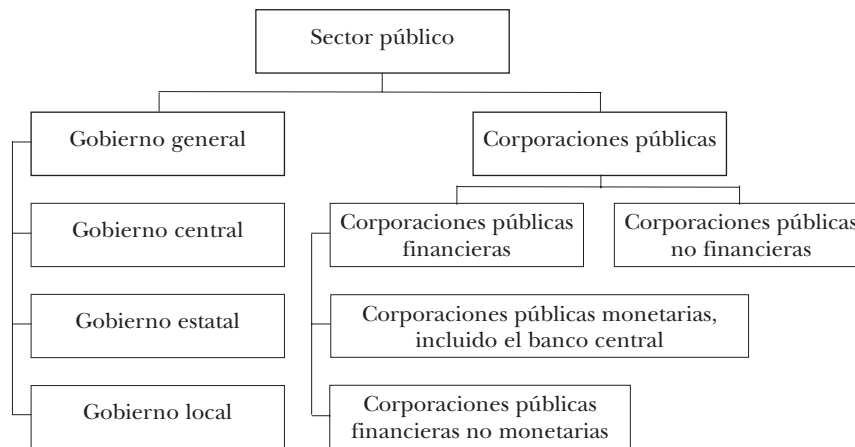 Sector público
Gobierno general
Corporaciones públicas
Gobierno central
Corporaciones públicas
financieras
Corporaciones públicas
no financieras
Gobierno estatal
Corporaciones públicas monetarias,
incluido el banco central
Gobierno local
Corporaciones públicas
financieras no monetarias